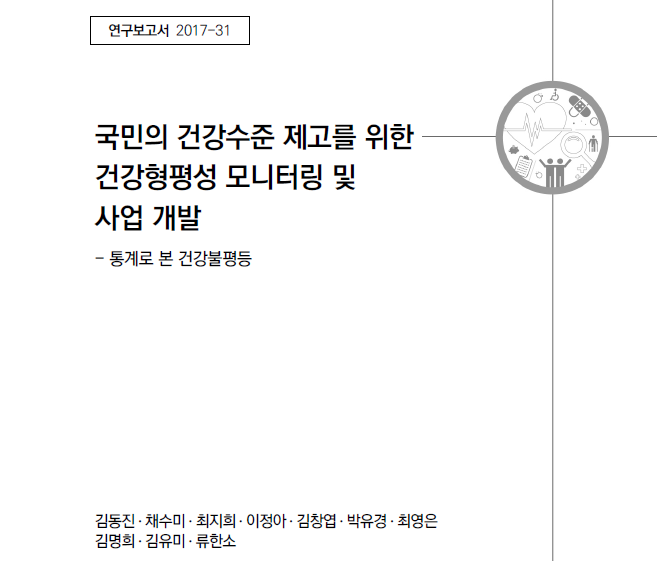 연구보고서 2017-31
국민의 건강수준 제고를 위한
건강형평성 모니터링 및
사업 개발
- 통계로 본 건강불평등
김동진·채수미·최지희·이정아·김창엽·박유경·최영은
김명희·김유미·류한소